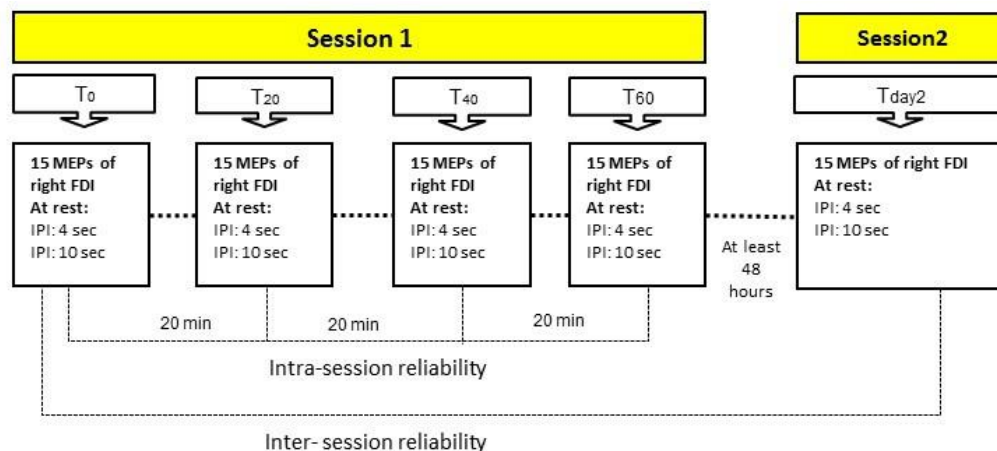 Session 1
Session2
T0
T20
T40
T60
Tday2
15 MEPs of
right FDI
At rest:
IPI: 4 sec
IPI: 10 sec
15 MEPs of
right FDI
At rest:
IPI: 4 sec
IPI: 10 sec
15 MEPs of
right FDI
At rest:
IPI: 4 sec
IPI: 10 sec
15 MEPs of
right FDI
At rest:
IPI: 4 sec
IPI: 10 sec
15 MEPs of right FDI
At rest:
IPI: 4 sec
IPI: 10 sec
At least
48
hours
20 min
20 min
20 min
Intra-session reliability
Inter- session reliability